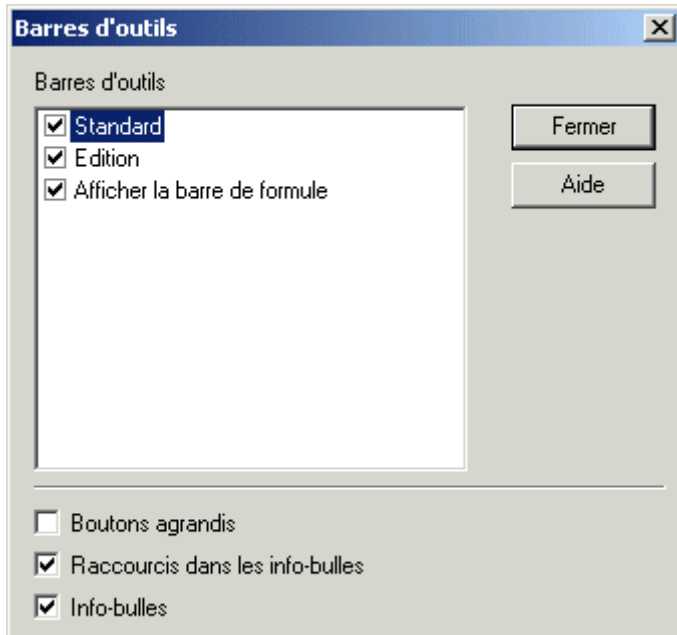 Barres d'outils
Barres d'outils
Standard
Edition
Afficher la barre de formule
Fermer
Aide
Boutons agrandis
Raccourcis dans les info-bulles
Info-bulles